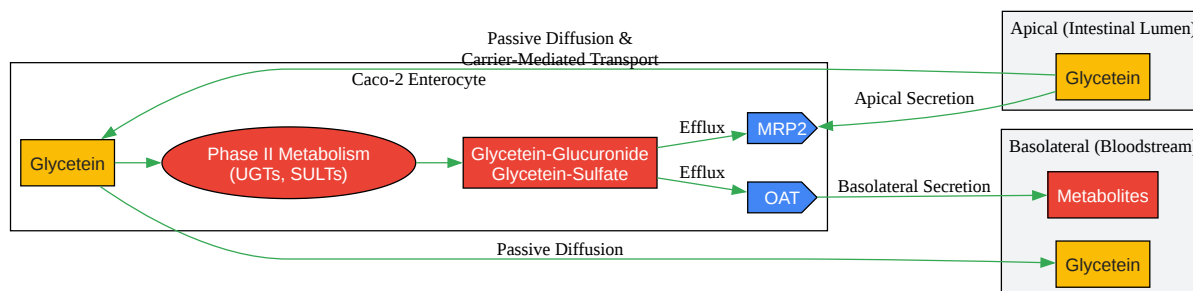 Passive Diffusion &
Carrier-Mediated Transport
Caco-2 Enterocyte
Apical (Intestinal Lumen)
Glycetein
Apical Secretion
Glycetein
Phase II Metabolism
(UGTs, SULTs)
Glycetein-Glucuronide
Glycetein-Sulfate
Efflux
MRP2
Efflux
OAT
Basolateral Secretion
Basolateral (Bloodstream)
Metabolites
Passive Diffusion
Glycetein